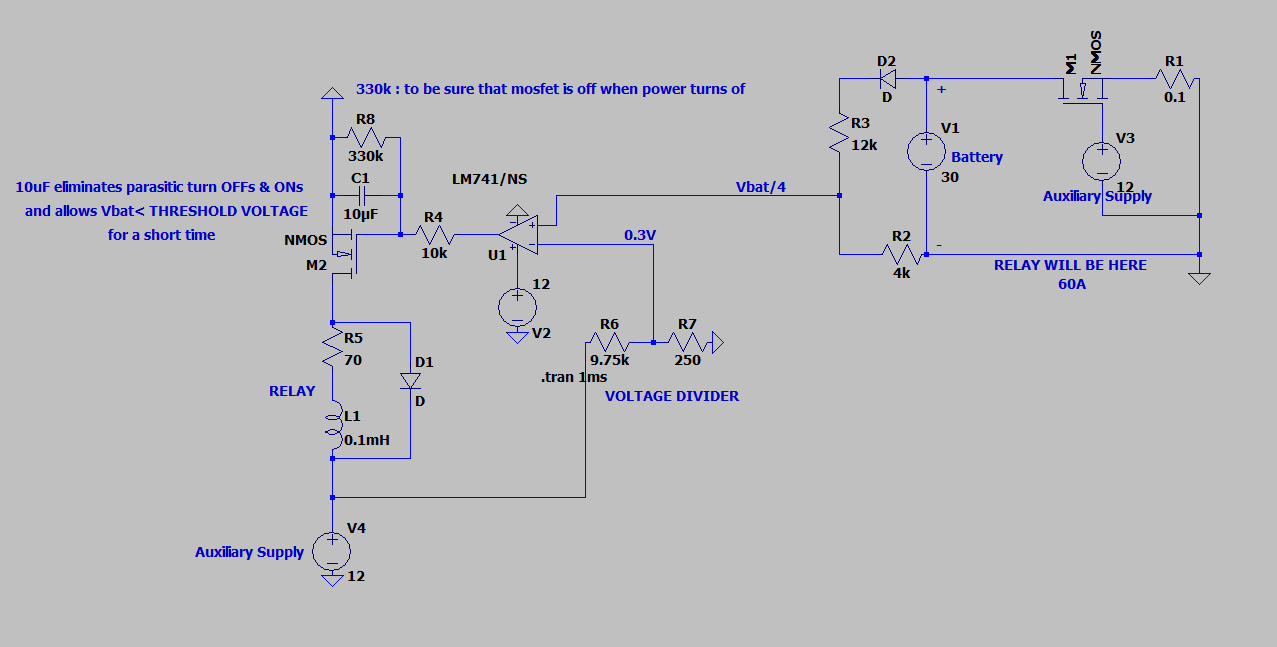 D2
D
M1
NMOS
R1
0.1
330k : to be sure that mosfet is off when power turns of
R8
330k
+
R3
12k
V1
30
Battery
V3
12
Auxiliary Supply
10uF eliminates parasitic turn OFFs & ONs
and allows Vbat< THRESHOLD VOLTAGE
for a short time
C1
10µF
LM741/NS
Vbat/4
R4
10k
NMOS
M2
U1
0.3V
R2
4k
-
RELAY WILL BE HERE
60A
12
V2
R5
70
R6
9.75k
R7
250
D1
D
.tran 1ms
RELAY
VOLTAGE DIVIDER
L1
0.1mH
V4
Auxiliary Supply
12